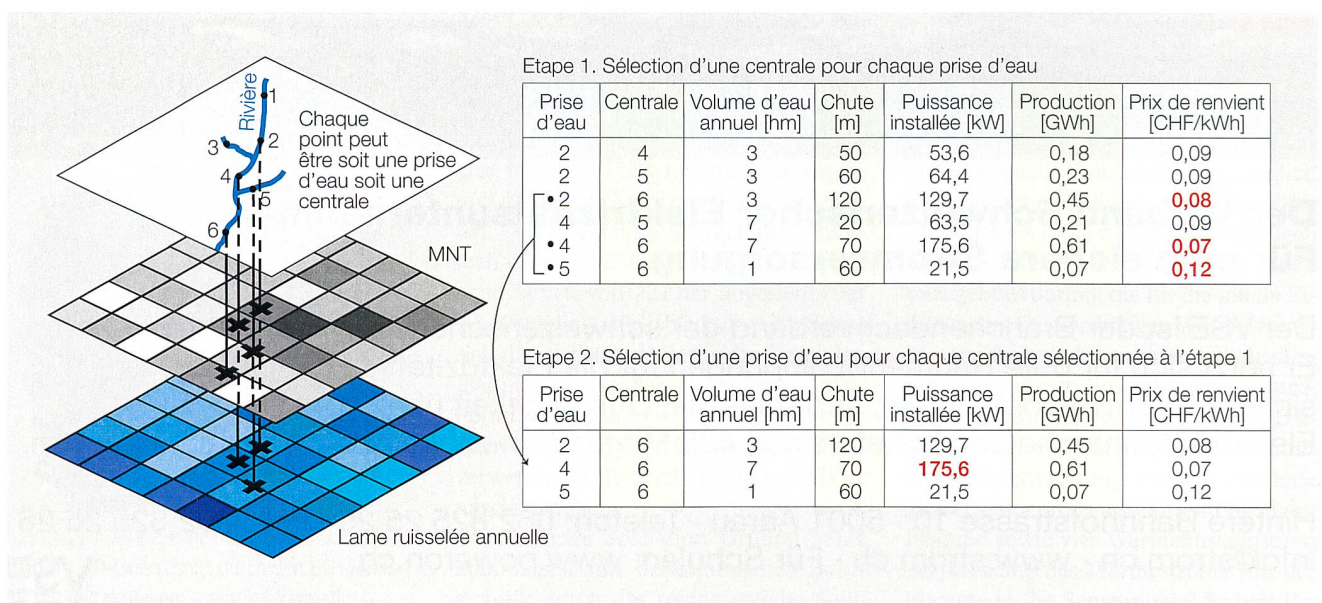 Rivière
1
2
3
4
5
6
Chaque
point peut
être soit une prise
d'eau soit une
centrale
MNT
Lame ruisselée annuelle
Etape 1. Sélection d'une centrale pour chaque prise d'eau
Prise d'eau Centrale Volume d'eau annuel [hm] Chute [m] Puissance installée [kW] Production [GWh] Prix de renvient [CHF/kWh]
2 4 3 50 53,6 0,18 0,09
2 5 3 60 64,4 0,23 0,09
• 2 6 3 120 129,7 0,45 0,08
4 5 7 20 63,5 0,21 0,09
• 4 6 7 70 175,6 0,61 0,07
• 5 6 1 60 21,5 0,07 0,12
Etape 2. Sélection d'une prise d'eau pour chaque centrale sélectionnée à l'étape 1
Prise d'eau Centrale Volume d'eau annuel [hm] Chute [m] Puissance installée [kW] Production [GWh] Prix de renvient [CHF/kWh]
2 6 3 120 129,7 0,45 0,08
4 6 7 70 175,6 0,61 0,07
5 6 1 60 21,5 0,07 0,12